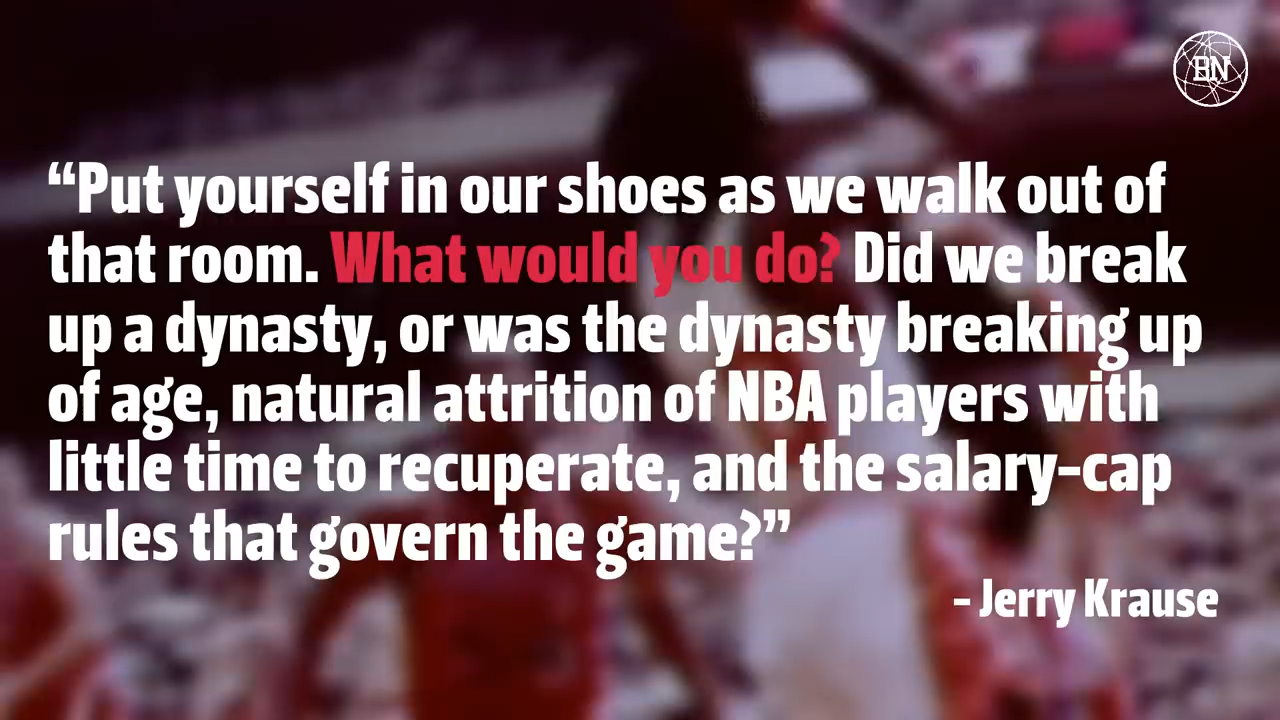 BN
“Put yourself in our shoes as we walk out of
that room. What would you do? Did we break
up a dynasty, or was the dynasty breaking up
of age, natural attrition of NBA players with
little time to recuperate, and the salary-cap
rules that govern the game?”
- Jerry Krause